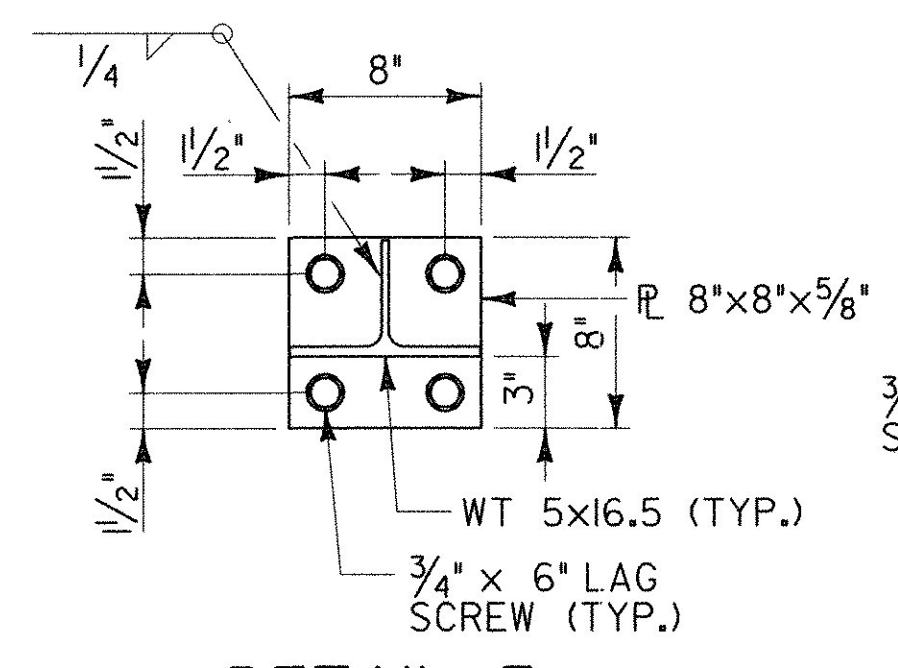 1/4
8"
1 1/2"
1 1/2"
1 1/2"
PL 8"x8"x5/8"
8"
3"
1 1/2"
WT 5x16.5 (TYP.)
3/4" x 6" LAG
SCREW (TYP.)